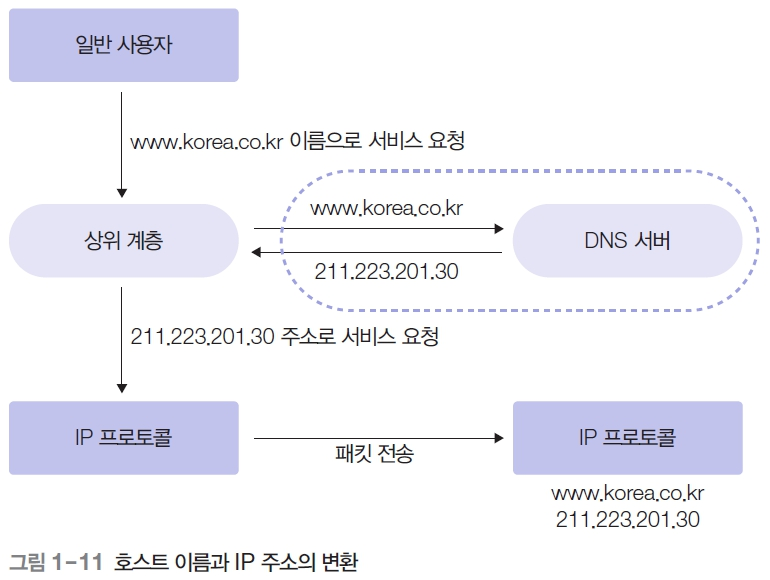 일반 사용자
www.korea.co.kr 이름으로 서비스 요청
www.korea.co.kr
상위 계층
DNS 서버
211.223.201.30
211.223.201.30 주소로 서비스 요청
IP 프로토콜
패킷 전송
IP 프로토콜
www.korea.co.kr
211.223.201.30
그림 1-11 호스트 이름과 IP 주소의 변환